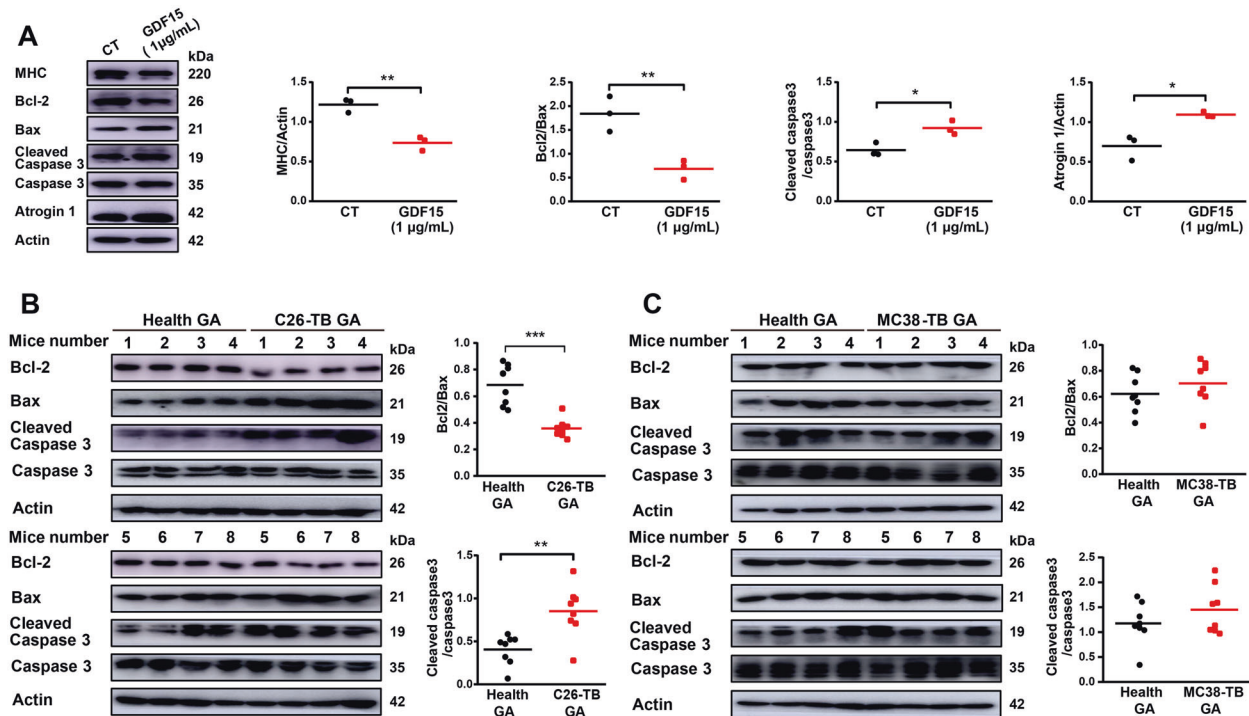 A
CT
GDF15
( 1µg/mL)
kDa
MHC
220
Bcl-2
26
Bax
21
Cleaved
Caspase 3
19
Caspase 3
35
Atrogin 1
42
Actin
42
MHC/Actin
1.5
1.0
0.5
0.0
**
CT
GDF15
(1 µg/mL)
Bcl2/Bax
2.5
2.0
1.5
1.0
0.5
0.0
**
CT
GDF15
(1 µg/mL)
Cleaved caspase3
/caspase3
1.5
1.0
0.5
0.0
*
CT
GDF15
(1 µg/mL)
Atrogin 1/Actin
1.5
1.0
0.5
0.0
*
CT
GDF15
(1 µg/mL)
B
Health GA C26-TB GA
Mice number 1 2 3 4 1 2 3 4 kDa
Bcl-2 26
Bax 21
Cleaved
Caspase 3 19
Caspase 3 35
Actin 42
Mice number 5 6 7 8 5 6 7 8 kDa
Bcl-2 26
Bax 21
Cleaved
Caspase 3 19
Caspase 3 35
Actin 42
Bcl2/Bax
1.0
0.8
0.6
0.4
0.2
0.0
***
Health
GA
C26-TB
GA
Cleaved caspase3
/caspase3
1.5
1.0
0.5
0.0
**
Health
GA
C26-TB
GA
C
Health GA MC38-TB GA
Mice number 1 2 3 4 1 2 3 4 kDa
Bcl-2 26
Bax 21
Cleaved
Caspase 3 19
Caspase 3 35
Actin 42
Mice number 5 6 7 8 5 6 7 8 kDa
Bcl-2 26
Bax 21
Cleaved
Caspase 3 19
Caspase 3 35
Actin 42
Bcl2/Bax
1.0
0.8
0.6
0.4
0.2
0.0
Health
GA
MC38-TB
GA
Cleaved caspase3
/caspase3
2.5
2.0
1.5
1.0
0.5
0.0
Health
GA
MC38-TB
GA